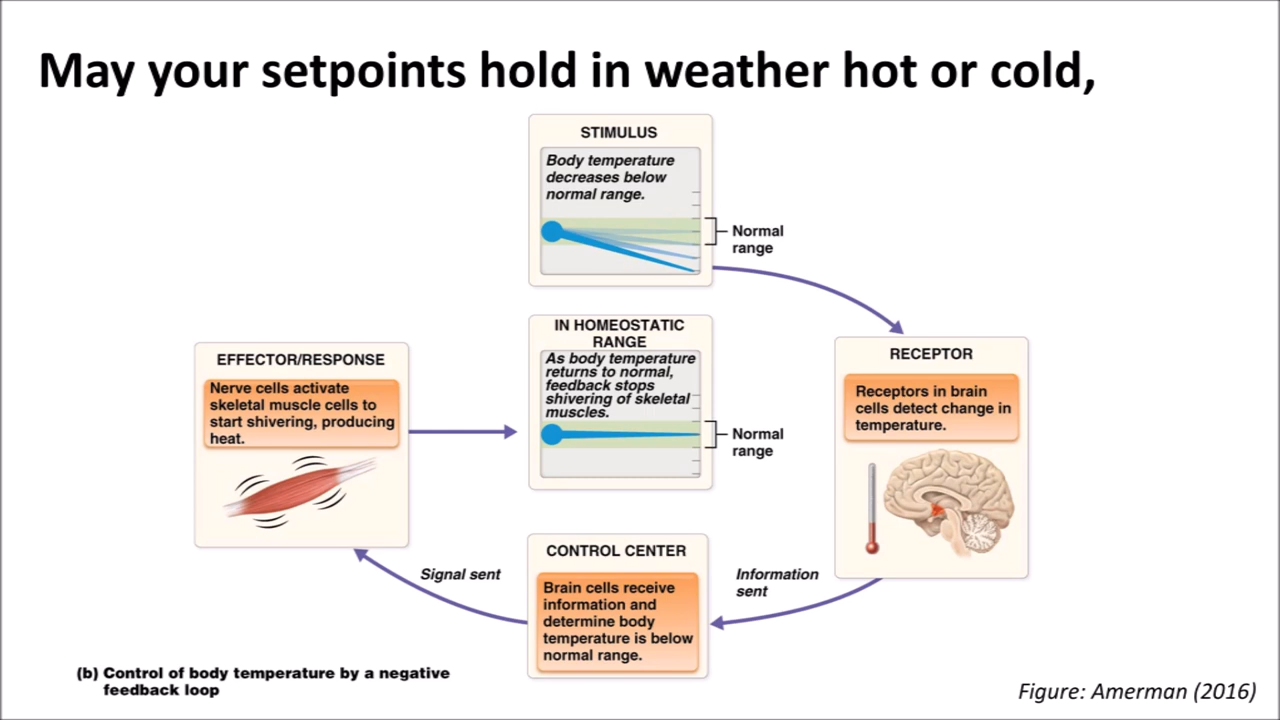 May your setpoints hold in weather hot or cold,
STIMULUS
Body temperature
decreases below
normal range.
Normal
range
IN HOMEOSTATIC
RANGE
As body temperature
returns to normal,
feedback stops
shivering of skeletal
muscles.
Normal
range
EFFECTOR/RESPONSE
Nerve cells activate
skeletal muscle cells to
start shivering, producing
heat.
RECEPTOR
Receptors in brain
cells detect change in
temperature.
CONTROL CENTER
Brain cells receive
information and
determine body
temperature is below
normal range.
Signal sent
Information
sent
(b) Control of body temperature by a negative
feedback loop
Figure: Amerman (2016)